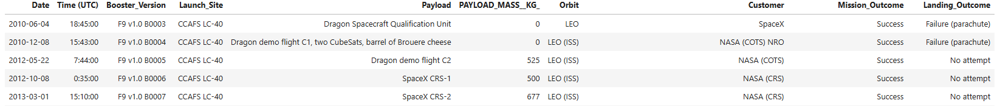 Date Time (UTC) Booster_Version Launch_Site Payload PAYLOAD_MASS__KG_ Orbit Customer Mission_Outcome Landing_Outcome
2010-06-04 18:45:00 F9 v1.0 B0003 CCAFS LC-40 Dragon Spacecraft Qualification Unit 0 LEO SpaceX Success Failure (parachute)
2010-12-08 15:43:00 F9 v1.0 B0004 CCAFS LC-40 Dragon demo flight C1, two CubeSats, barrel of Brouere cheese 0 LEO (ISS) NASA (COTS) NRO Success Failure (parachute)
2012-05-22 7:44:00 F9 v1.0 B0005 CCAFS LC-40 Dragon demo flight C2 525 LEO (ISS) NASA (COTS) Success No attempt
2012-10-08 0:35:00 F9 v1.0 B0006 CCAFS LC-40 SpaceX CRS-1 500 LEO (ISS) NASA (CRS) Success No attempt
2013-03-01 15:10:00 F9 v1.0 B0007 CCAFS LC-40 SpaceX CRS-2 677 LEO (ISS) NASA (CRS) Success No attempt